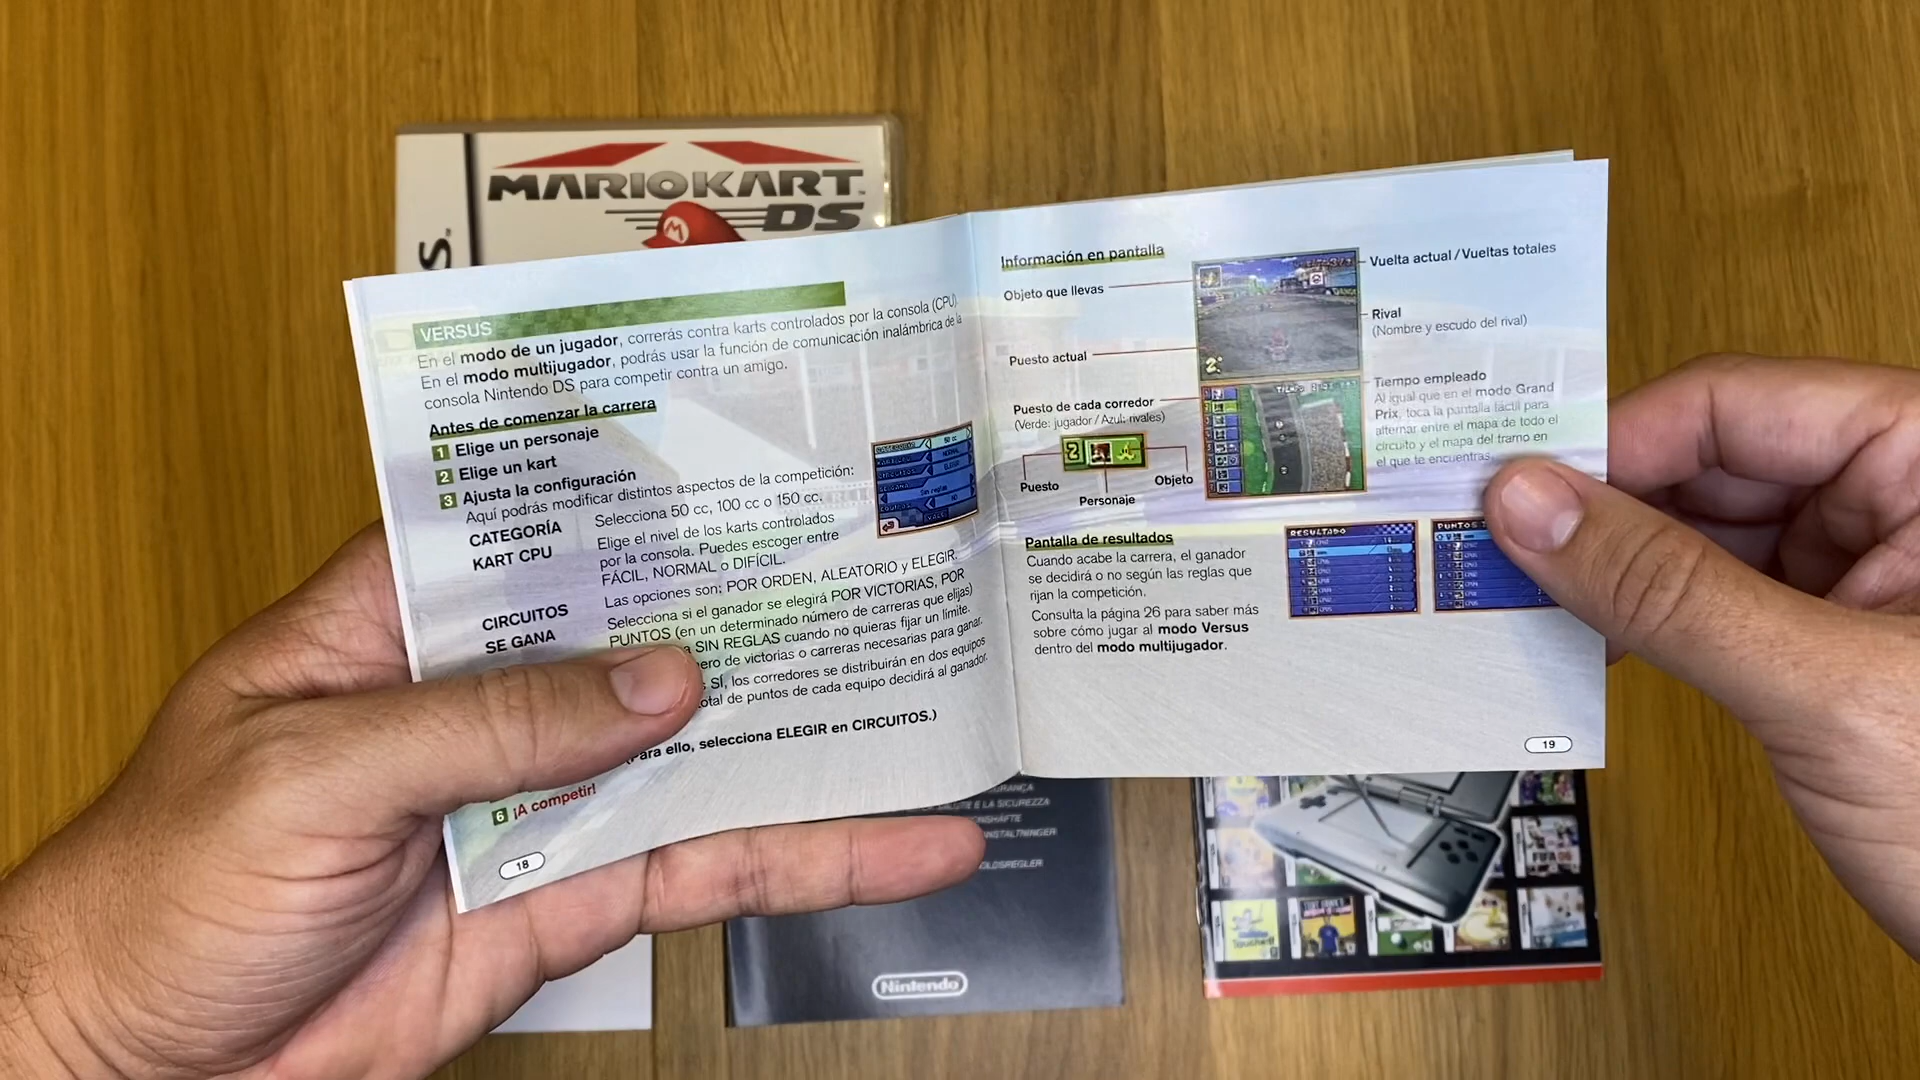 MARIOKART
DS
VERSUS
En el modo de un jugador, correrás contra karts controlados por la consola (CPU).
En el modo multijugador, podrás usar la función de comunicación inalámbrica de la
consola Nintendo DS para competir contra un amigo.
Antes de comenzar la carrera
1 Elige un personaje
2 Elige un kart
3 Ajusta la configuración
Aquí podrás modificar distintos aspectos de la competición:
CATEGORÍA
Selecciona 50 cc, 100 cc o 150 cc.
KART CPU
Elige el nivel de los karts controlados
por la consola. Puedes escoger entre
FÁCIL, NORMAL o DIFÍCIL.
CIRCUITOS
Las opciones son: POR ORDEN, ALEATORIO y ELEGIR.
SE GANA
Selecciona si el ganador se elegirá POR VICTORIAS, POR
PUNTOS (en un determinado número de carreras que elijas)
SIN REGLAS cuando no quieras fijar un límite.
de victorias o carreras necesarias para ganar.
SÍ, los corredores se distribuirán en dos equipos
de puntos de cada equipo decidirá al ganador.
ello, selecciona ELEGIR en CIRCUITOS.)
6 ¡A competir!
18
Información en pantalla
Objeto que llevas
Puesto actual
Puesto de cada corredor
(Verde: jugador / Azul: rivales)
2
Puesto
Personaje
Objeto
Vuelta actual / Vueltas totales
Rival
(Nombre y escudo del rival)
Tiempo empleado
Al igual que en el modo Grand
Prix, toca la pantalla táctil para
alternar entre el mapa de todo el
circuito y el mapa del tramo en
el que te encuentras.
Pantalla de resultados
Cuando acabe la carrera, el ganador
se decidirá o no según las reglas que
rijan la competición.
Consulta la página 26 para saber más
sobre cómo jugar al modo Versus
dentro del modo multijugador.
RESULTADO
PUNTOS
19
E LA SICUREZZA
Nintendo
FIFA 06